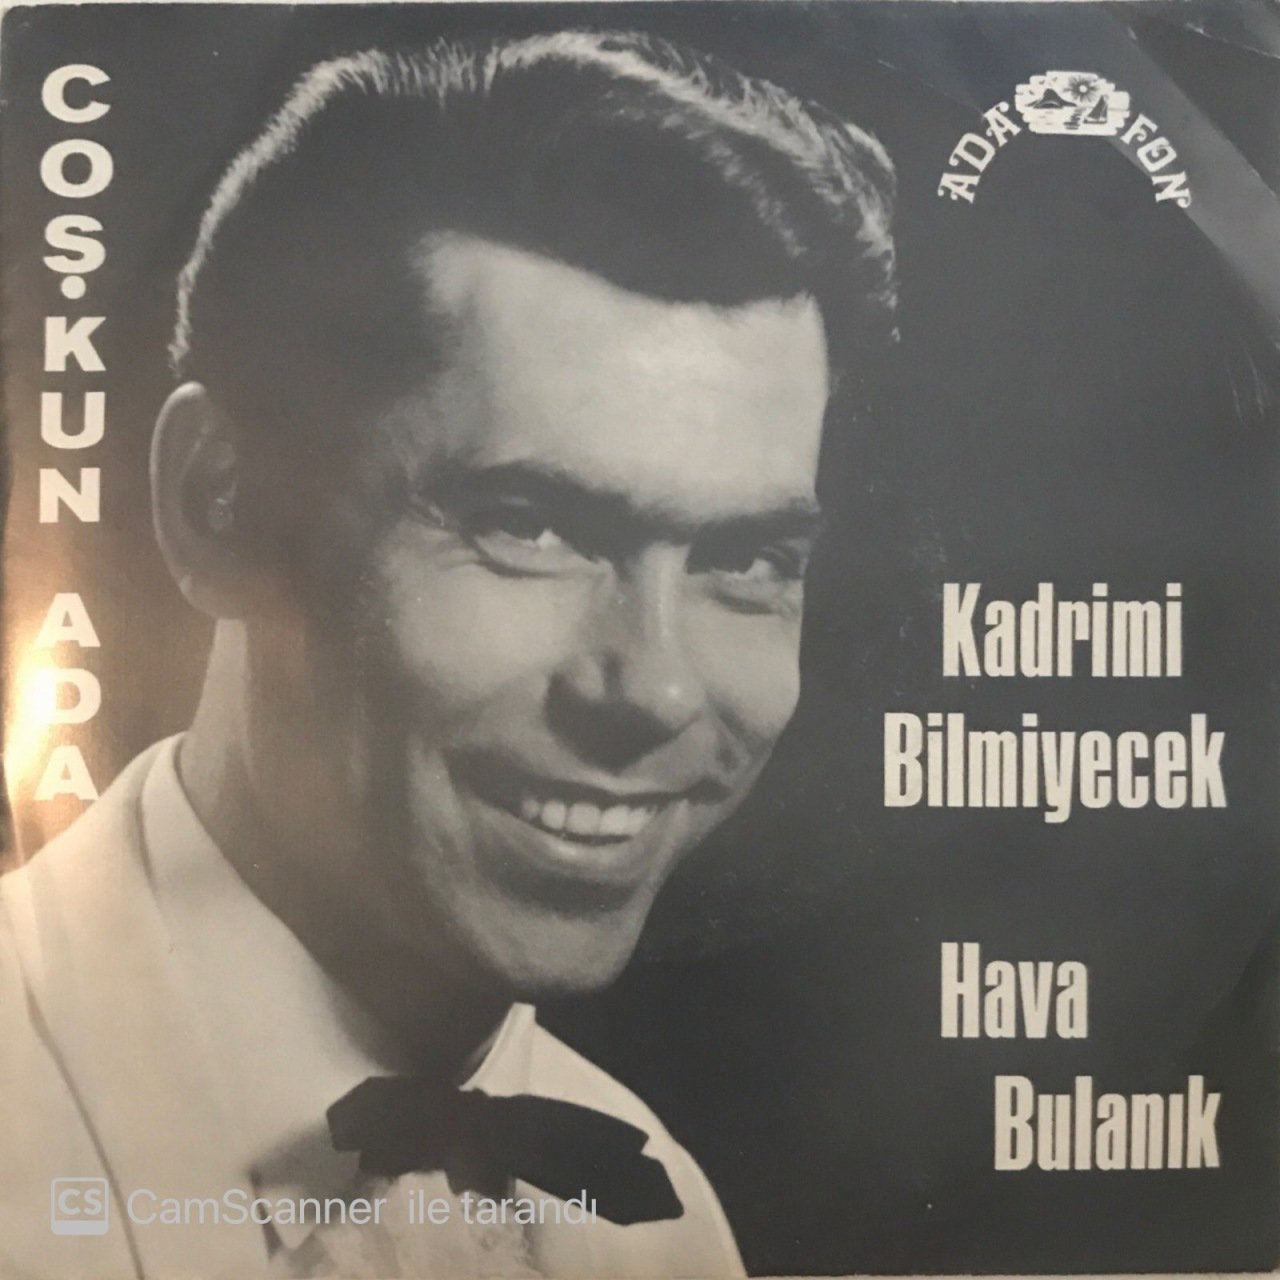 COŞKUN ADA
ADA FON
Kadrimi
Bilmiyecek
Hava
Bulanık
CS CamScanner ile tarandı